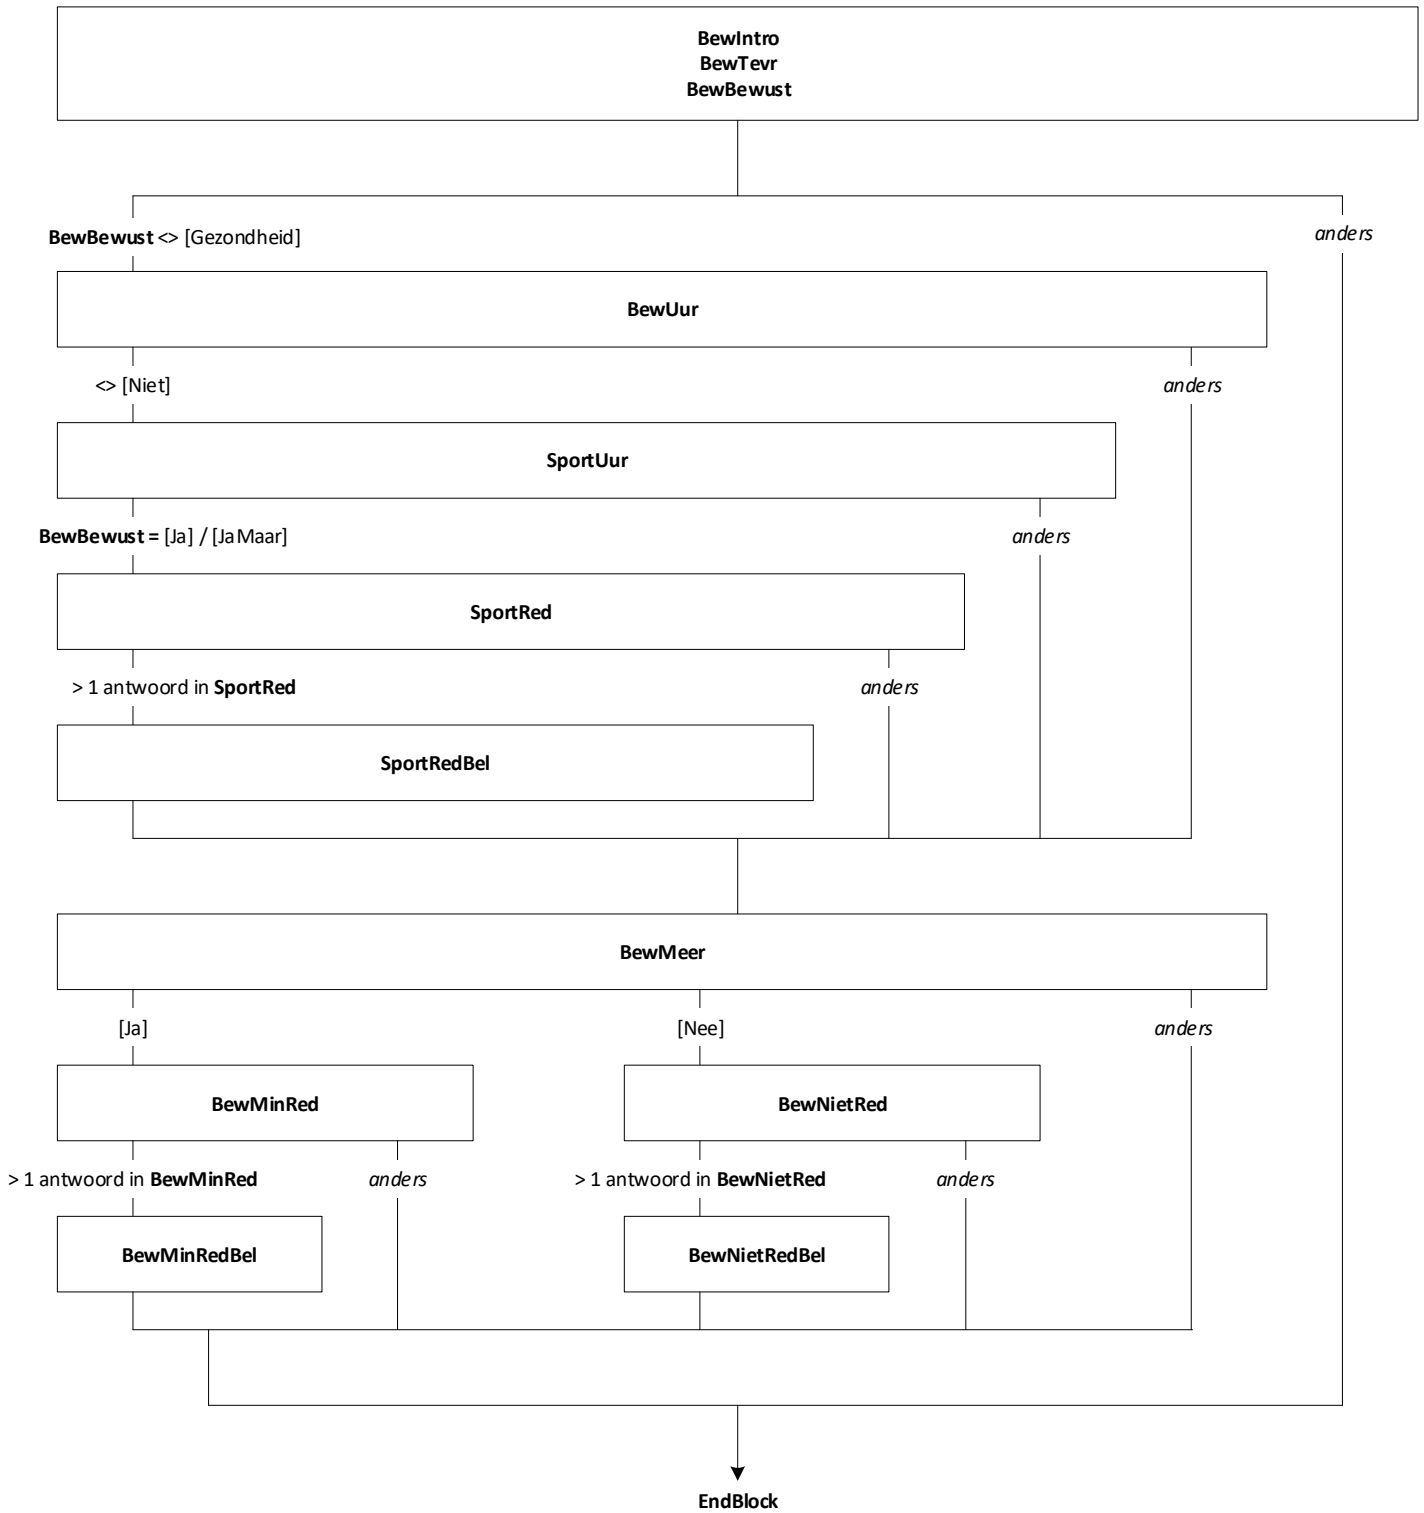 BewIntro
BewTevr
BewBewust
BewBewust <> [Gezondheid]
anders
BewUur
<> [Niet]
anders
SportUur
BewBewust = [Ja] / [JaMaar]
anders
SportRed
> 1 antwoord in SportRed
anders
SportRedBel
BewMeer
[Ja]
[Nee]
anders
BewMinRed
BewNietRed
> 1 antwoord in BewMinRed
anders
> 1 antwoord in BewNietRed
anders
BewMinRedBel
BewNietRedBel
EndBlock